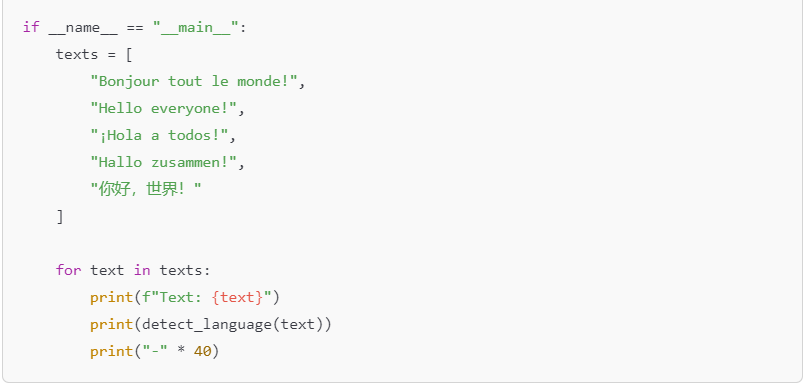 if __name__ == "__main__":
    texts = [
        "Bonjour tout le monde!",
        "Hello everyone!",
        "¡Hola a todos!",
        "Hallo zusammen!",
        "你好，世界！"
    ]

    for text in texts:
        print(f"Text: {text}")
        print(detect_language(text))
        print("-" * 40)